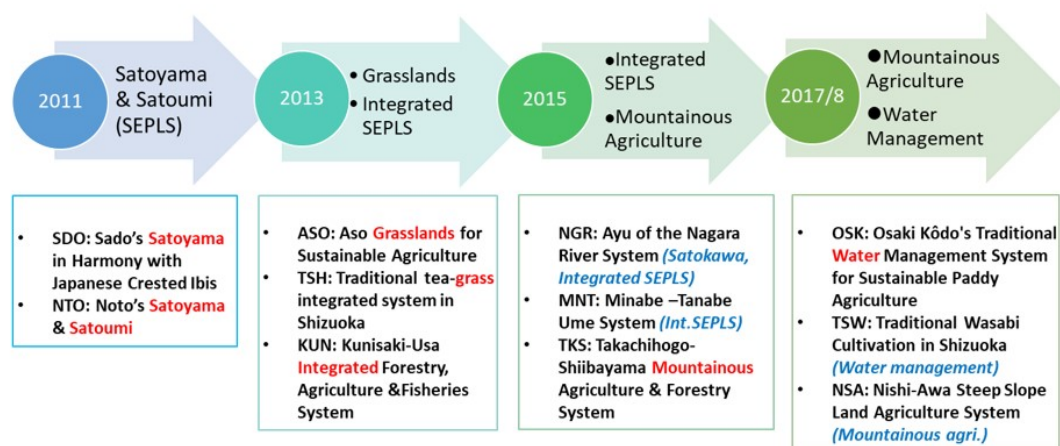 2011
Satoyama
& Satoumi
(SEPLS)
2013
• Grasslands
• Integrated
SEPLS
2015
●Integrated
SEPLS
●Mountainous
Agriculture
2017/8
●Mountainous
Agriculture
●Water
Management
• SDO: Sado’s Satoyama
in Harmony with
Japanese Crested Ibis
• NTO: Noto’s Satoyama
& Satoumi
• ASO: Aso Grasslands for
Sustainable Agriculture
• TSH: Traditional tea-grass
integrated system in
Shizuoka
• KUN: Kunisaki-Usa
Integrated Forestry,
Agriculture &Fisheries
System
• NGR: Ayu of the Nagara
River System (Satokawa,
Integrated SEPLS)
• MNT: Minabe –Tanabe
Ume System (Int.SEPLS)
• TKS: Takachihogo-
Shiibayama Mountainous
Agriculture & Forestry
System
• OSK: Osaki Kôdo's Traditional
Water Management System
for Sustainable Paddy
Agriculture
• TSW: Traditional Wasabi
Cultivation in Shizuoka
(Water management)
• NSA: Nishi-Awa Steep Slope
Land Agriculture System
(Mountainous agri.)